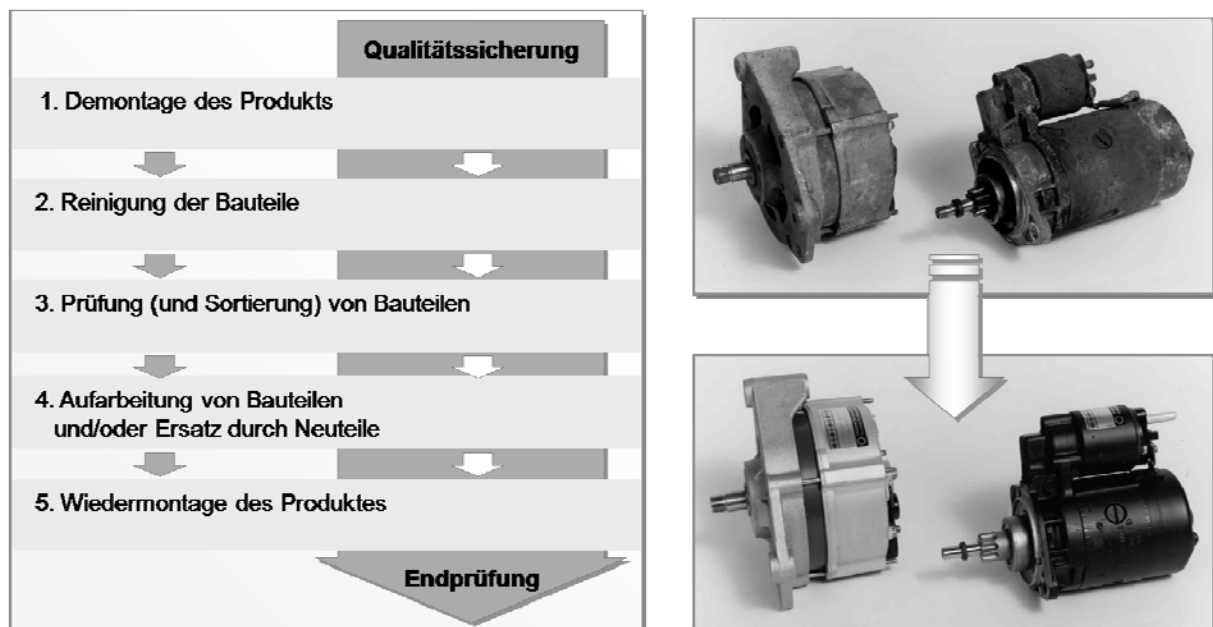 Qualitätssicherung
1. Demontage des Produkts
2. Reinigung der Bauteile
3. Prüfung (und Sortierung) von Bauteilen
4. Aufarbeitung von Bauteilen
und/oder Ersatz durch Neuteile
5. Wiedermontage des Produktes
Endprüfung